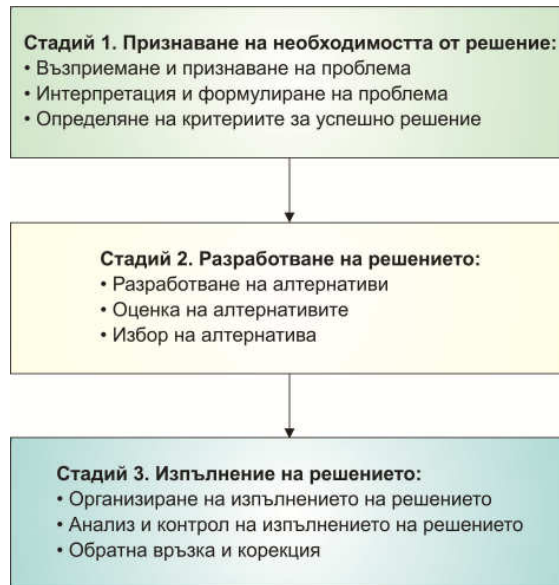 Стадий 1. Признаване на необходимостта от решение:
• Възприемане и признаване на проблема
• Интерпретация и формулиране на проблема
• Определяне на критериите за успешно решение
Стадий 2. Разработване на решението:
• Разработване на алтернативи
• Оценка на алтернативите
• Избор на алтернатива
Стадий 3. Изпълнение на решението:
• Организиране на изпълнението на решението
• Анализ и контрол на изпълнението на решението
• Обратна връзка и корекция